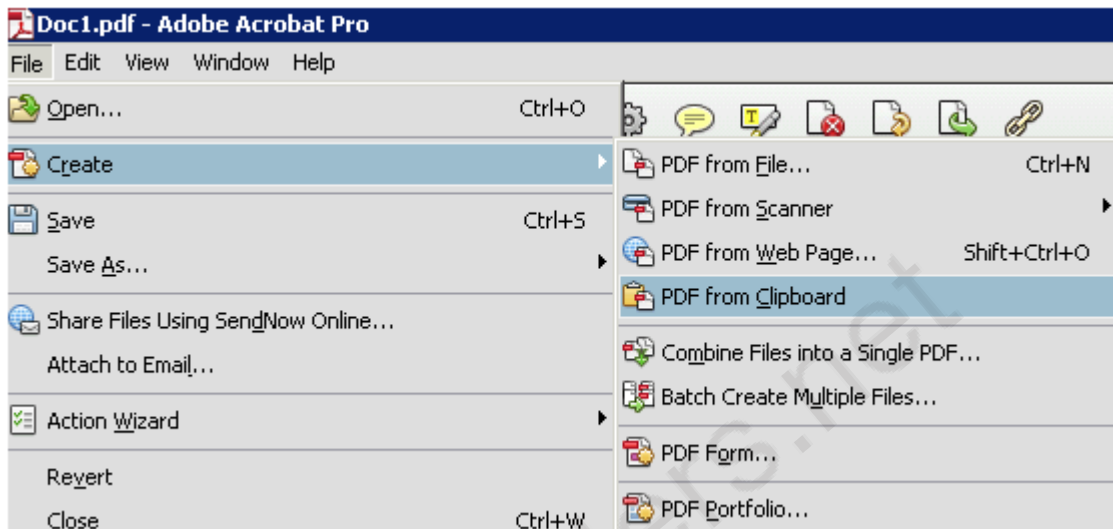 Doc1.pdf - Adobe Acrobat Pro
File Edit View Window Help
Open... Ctrl+O
Create
Save Ctrl+S
Save As...
Share Files Using SendNow Online...
Attach to Email...
Action Wizard
Revert
Close Ctrl+W
PDF from File... Ctrl+N
PDF from Scanner
PDF from Web Page... Shift+Ctrl+O
PDF from Clipboard
Combine Files into a Single PDF...
Batch Create Multiple Files...
PDF Form...
PDF Portfolio...
ers.net